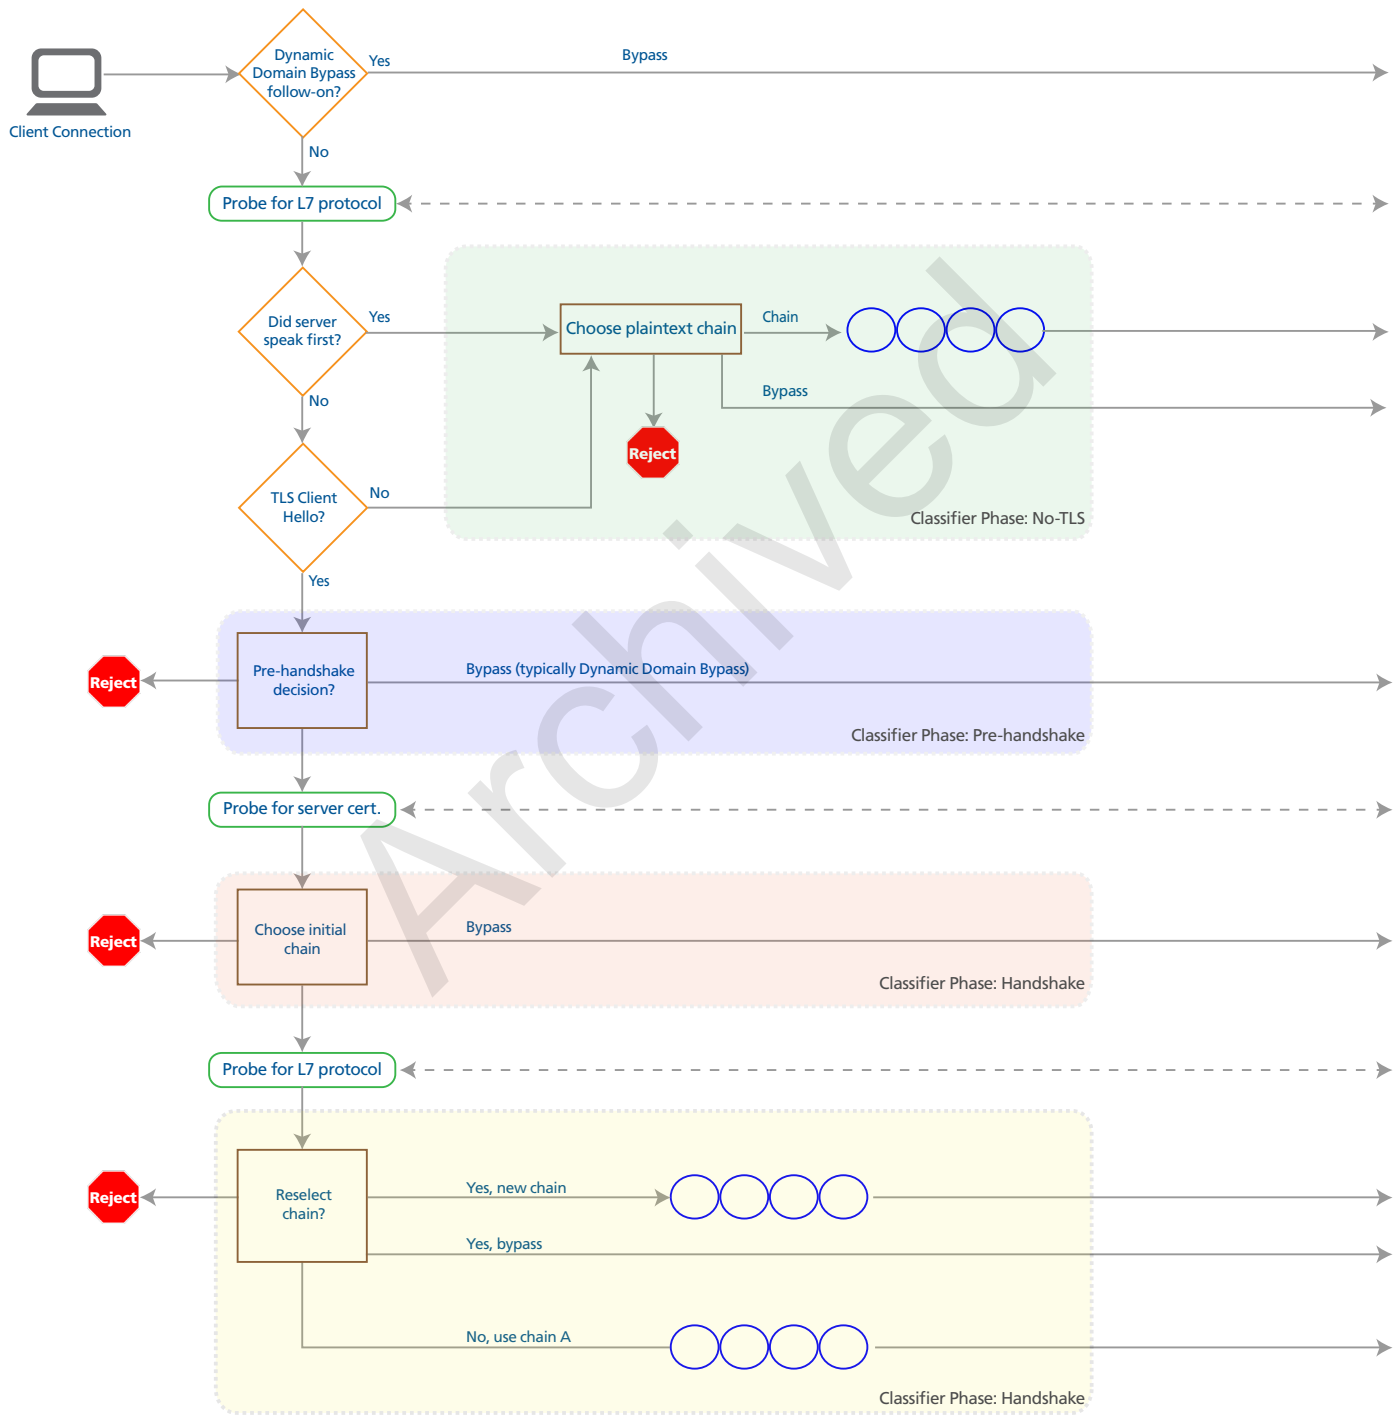 Dynamic
Domain Bypass
follow-on?
Yes
Bypass
Client Connection
No
Probe for L7 protocol
Did server
speak first?
Yes
Choose plaintext chain
Chain
No
Bypass
Reject
TLS Client
Hello?
No
Classifier Phase: No-TLS
Yes
Reject
Pre-handshake
decision?
Bypass (typically Dynamic Domain Bypass)
Classifier Phase: Pre-handshake
Probe for server cert.
Reject
Choose initial
chain
Bypass
Classifier Phase: Handshake
Probe for L7 protocol
Reject
Reselect
chain?
Yes, new chain
Yes, bypass
No, use chain A
Classifier Phase: Handshake
Archived